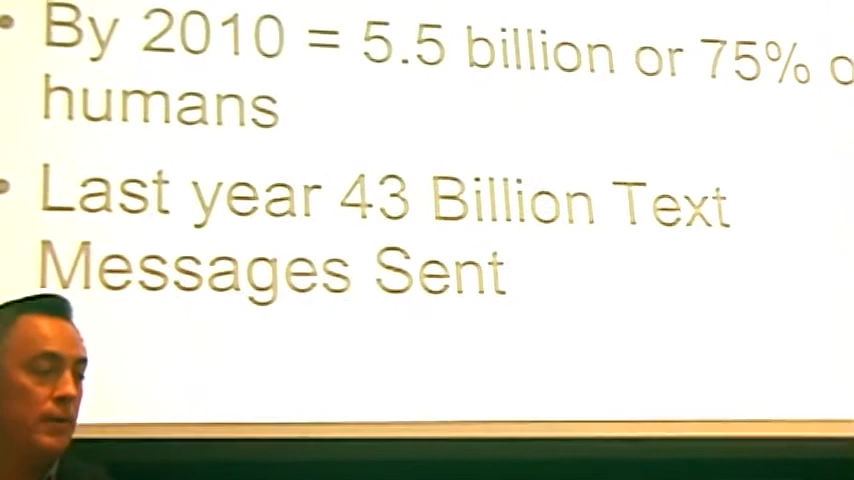 • By 2010 = 5.5 billion or 75% o
humans
• Last year 43 Billion Text
Messages Sent